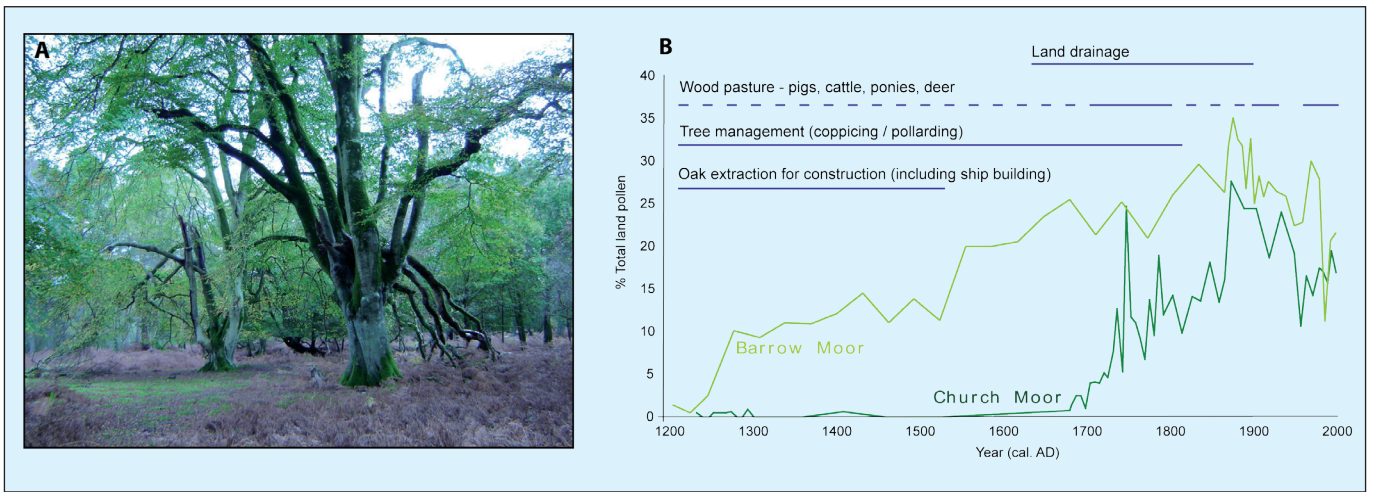 A
B
Land drainage
Wood pasture - pigs, cattle, ponies, deer
Tree management (coppicing / pollarding)
Oak extraction for construction (including ship building)
% Total land pollen
40
35
30
25
20
15
10
5
0
Barrow Moor
Church Moor
1200 1300 1400 1500 1600 1700 1800 1900 2000
Year (cal. AD)